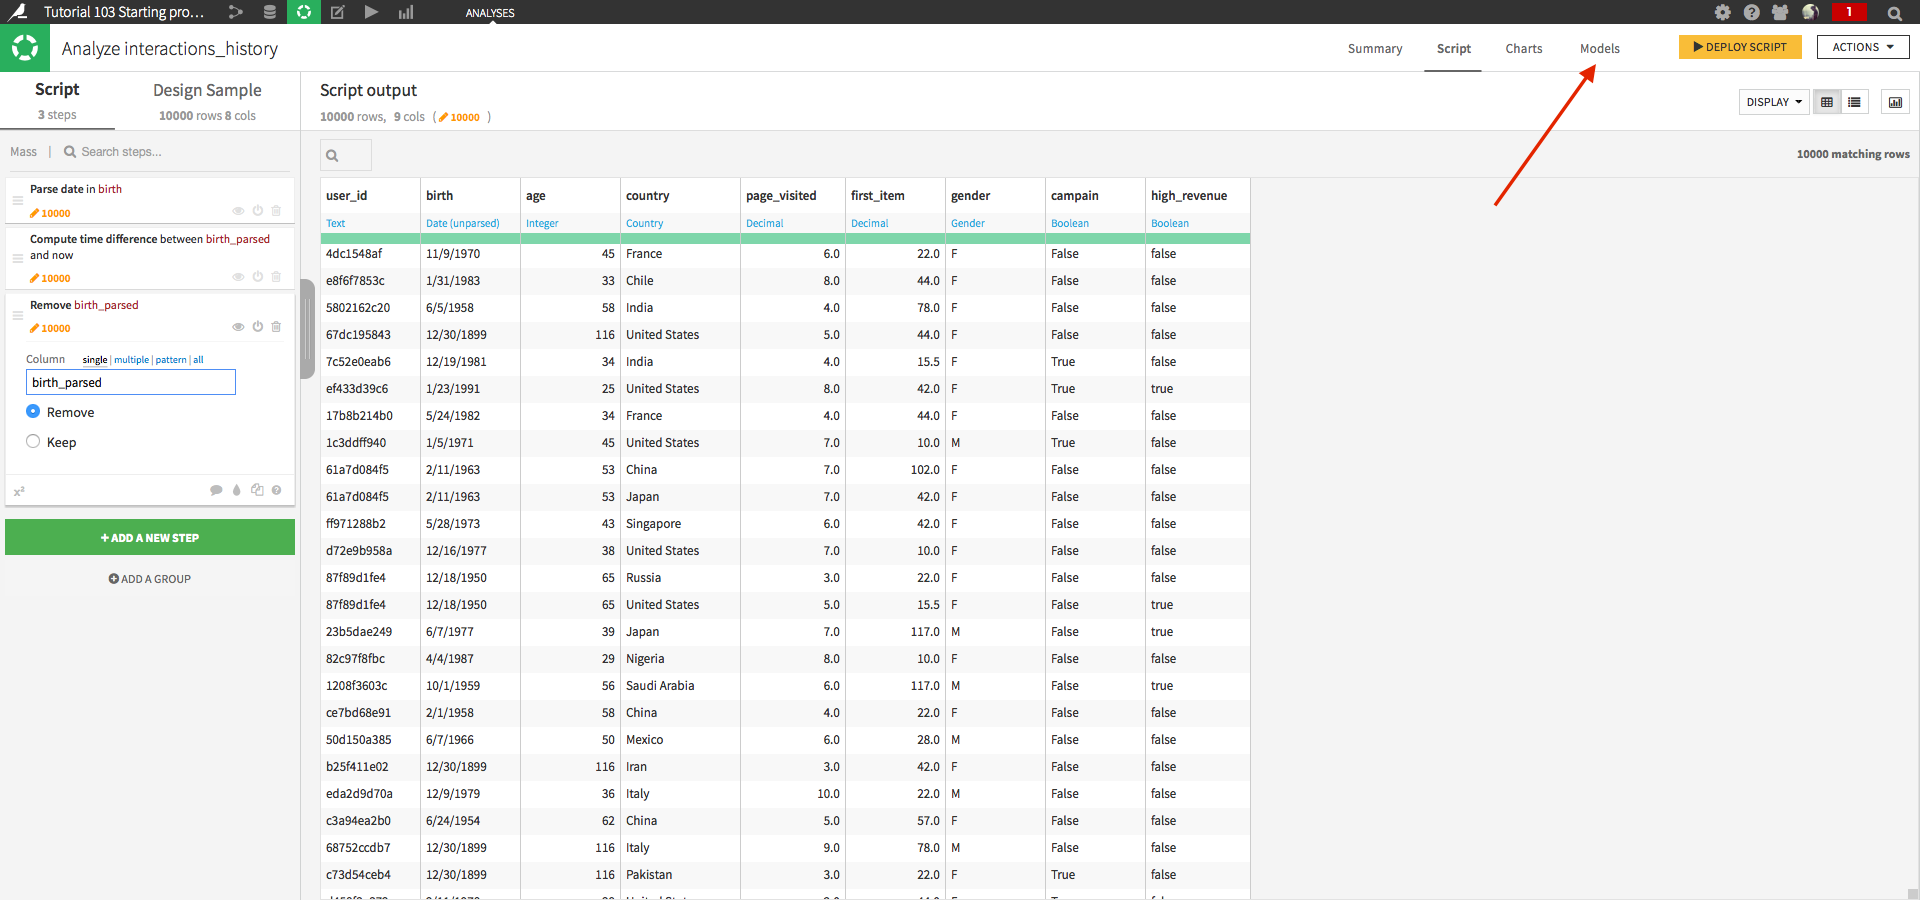 Tutorial 103 Starting pro...
ANALYSES
1
Analyze interactions_history
Summary
Script
Charts
Models
DEPLOY SCRIPT
ACTIONS
Script
3 steps
Design Sample
10000 rows 8 cols
Script output
10000 rows, 9 cols ( 10000 )
DISPLAY
Mass | Search steps...
10000 matching rows
Parse date in birth
10000
Compute time difference between birth_parsed
and now
10000
Remove birth_parsed
10000
Column single | multiple | pattern | all
birth_parsed
Remove
Keep
x²
+ ADD A NEW STEP
ADD A GROUP
user_id birth age country page_visited first_item gender campain high_revenue
Text Date (unparsed) Integer Country Decimal Decimal Gender Boolean Boolean
4dc1548af 11/9/1970 45 France 6.0 22.0 F False false
e8f6f7853c 1/31/1983 33 Chile 8.0 44.0 F False false
5802162c20 6/5/1958 58 India 4.0 78.0 F False false
67dc195843 12/30/1899 116 United States 5.0 44.0 F False false
7c52e0eab6 12/19/1981 34 India 4.0 15.5 F True false
ef433d39c6 1/23/1991 25 United States 8.0 42.0 F True true
17b8b214b0 5/24/1982 34 France 4.0 44.0 F False false
1c3ddff940 1/5/1971 45 United States 7.0 10.0 M True false
61a7d084f5 2/11/1963 53 China 7.0 102.0 F False false
61a7d084f5 2/11/1963 53 Japan 7.0 42.0 F False false
ff971288b2 5/28/1973 43 Singapore 6.0 42.0 F False false
d72e9b958a 12/16/1977 38 United States 7.0 10.0 F False false
87f89d1fe4 12/18/1950 65 Russia 3.0 22.0 F False false
87f89d1fe4 12/18/1950 65 United States 5.0 15.5 F False true
23b5dae249 6/7/1977 39 Japan 7.0 117.0 M False true
82c97f8fbc 4/4/1987 29 Nigeria 8.0 10.0 F False false
1208f3603c 10/1/1959 56 Saudi Arabia 6.0 117.0 M False true
ce7bd68e91 2/1/1958 58 China 4.0 22.0 F False false
50d150a385 6/7/1966 50 Mexico 6.0 28.0 M False false
b25f411e02 12/30/1899 116 Iran 3.0 42.0 F False false
eda2d9d70a 12/9/1979 36 Italy 10.0 22.0 M False false
c3a94ea2b0 6/24/1954 62 China 5.0 57.0 F False false
68752ccdb7 12/30/1899 116 Italy 9.0 78.0 M False false
c73d54ceb4 12/30/1899 116 Pakistan 3.0 22.0 F True false